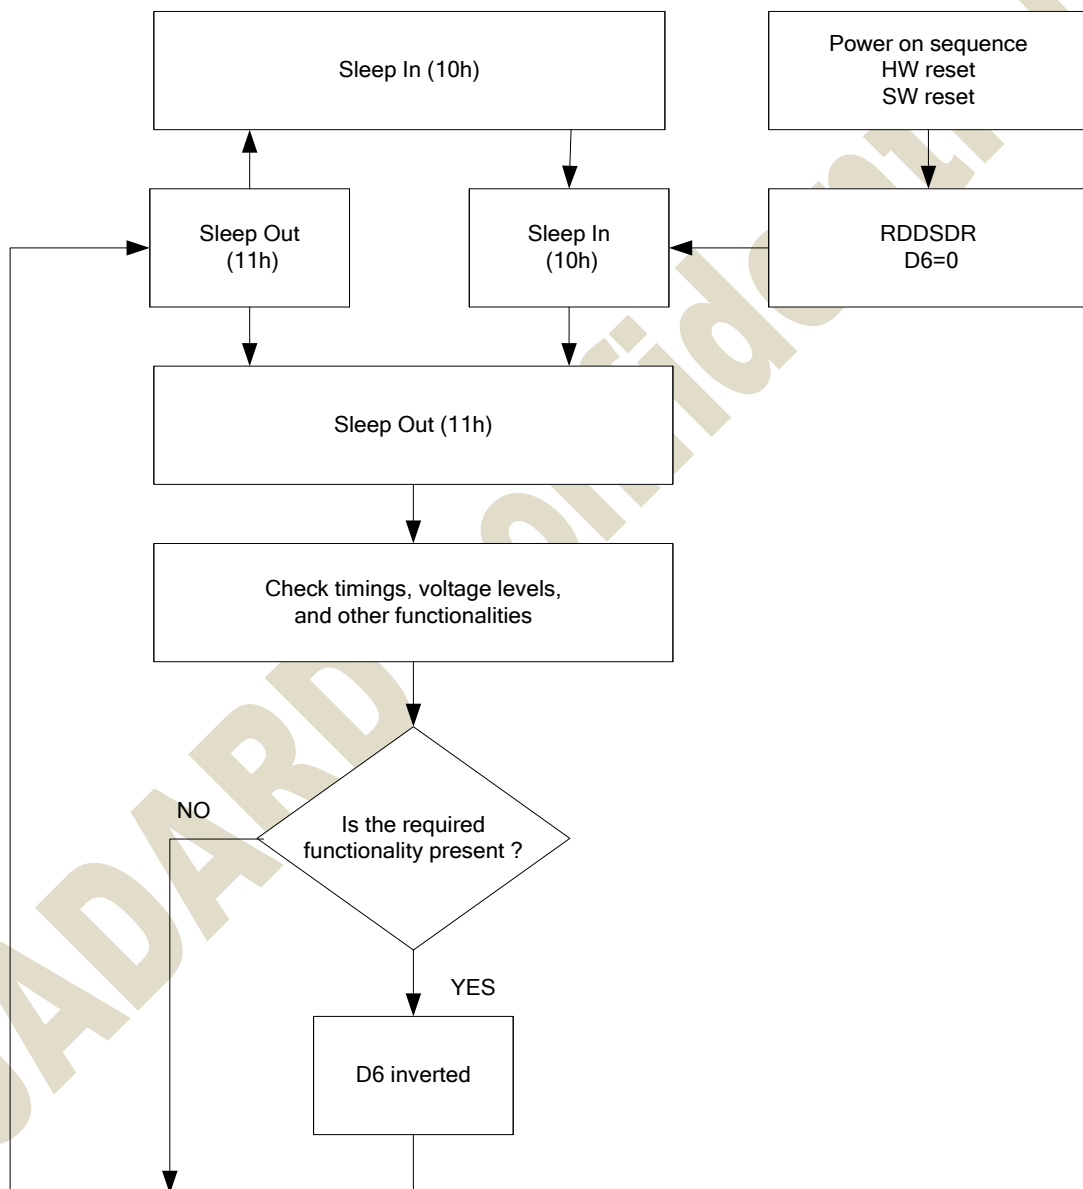 Sleep In (10h)
Power on sequence
HW reset
SW reset
Sleep Out
(11h)
Sleep In
(10h)
RDDSDR
D6=0
Sleep Out (11h)
Check timings, voltage levels,
and other functionalities
NO
Is the required
functionality present ?
YES
D6 inverted